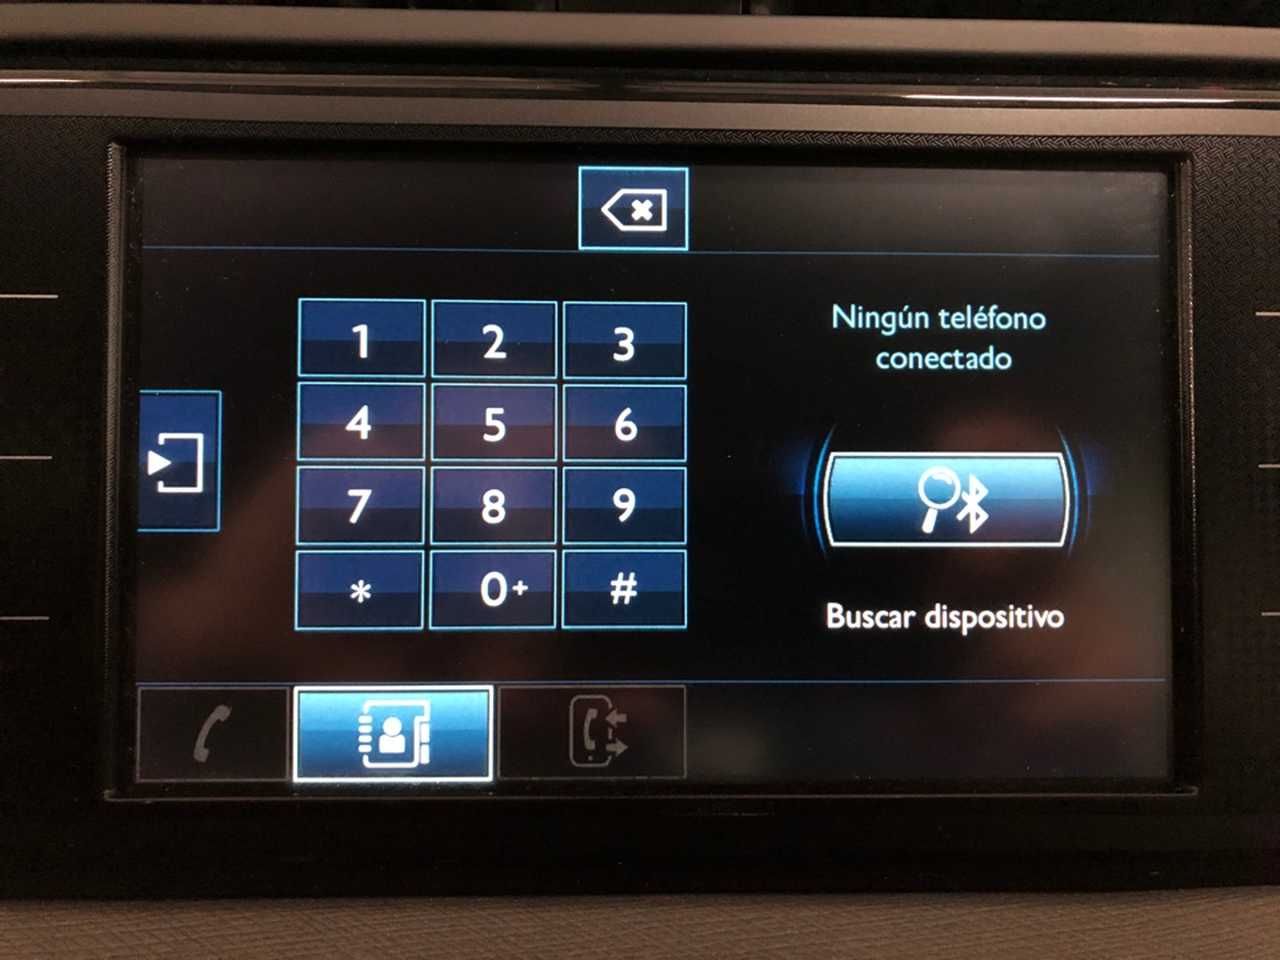 1 2 3
Ningún teléfono
conectado
4 5 6
7 8 9
* 0+ #
Buscar dispositivo